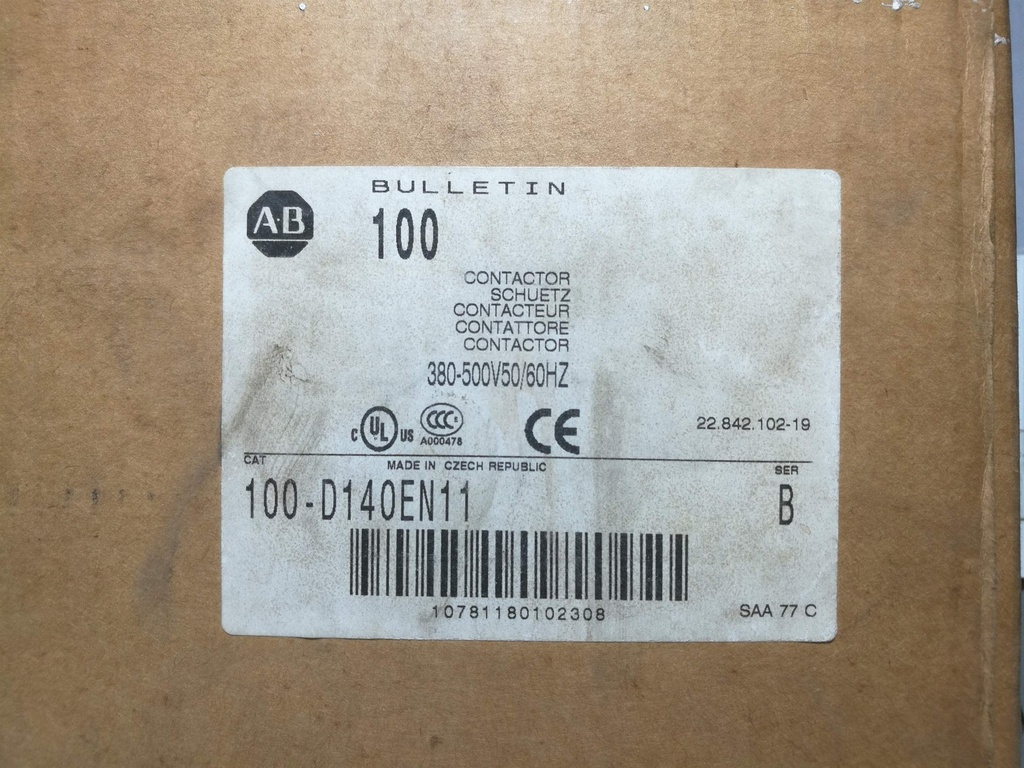 BULLETIN
A-B
100
CONTACTOR
SCHUETZ
CONTACTEUR
CONTATTORE
CONTACTOR
380-500V50/60HZ
c UL US CCC E CE 22.842.102-19
A000478
CAT MADE IN CZECH REPUBLIC SER
100-D140EN11 B
10781180102308 SAA 77 C